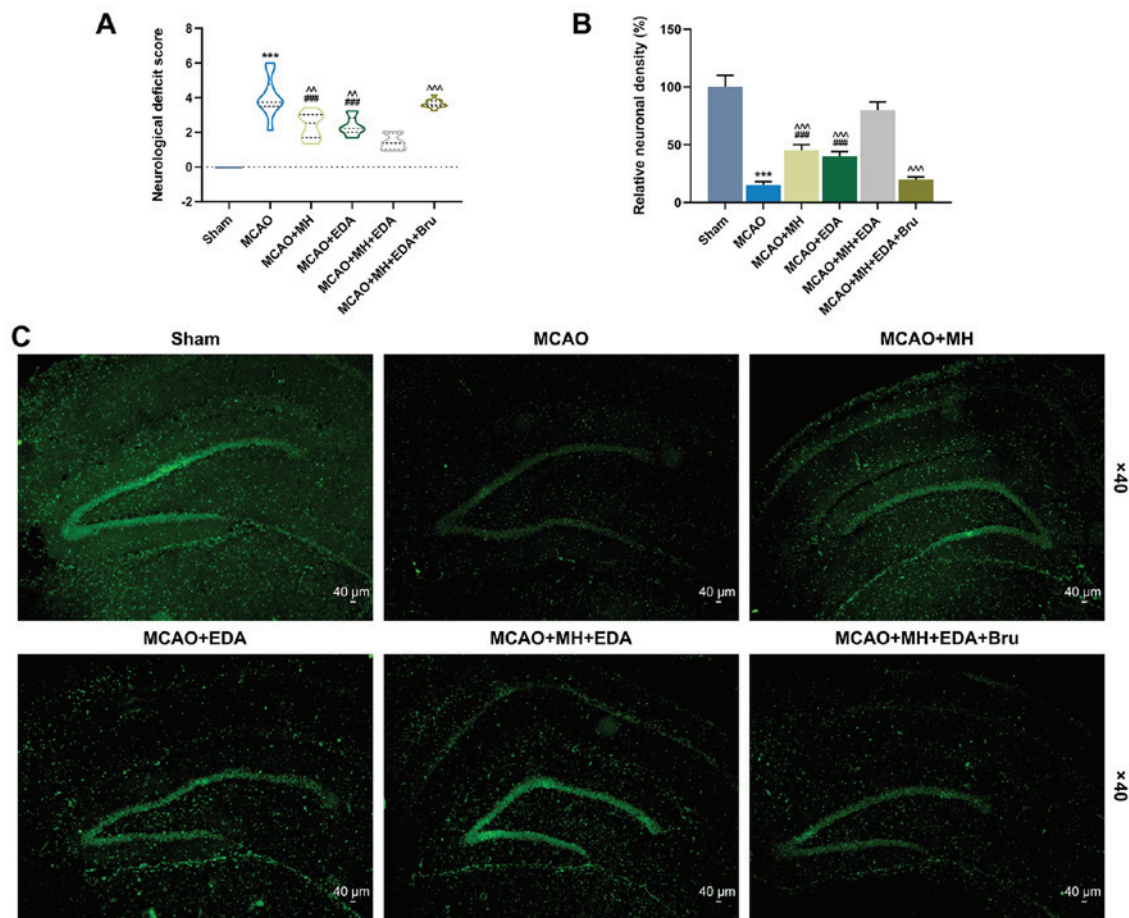 A
Neurological deficit score
8
6
4
2
0
-2
***
^^
###
^^
###
^^^
Sham
MCAO
MCAO+MH
MCAO+EDA
MCAO+MH+EDA
MCAO+MH+EDA+Bru
B
Relative neuronal density (%)
150
100
50
0
***
^^^
###
^^^
###
^^^
Sham
MCAO
MCAO+MH
MCAO+EDA
MCAO+MH+EDA
MCAO+MH+EDA+Bru
C
Sham
MCAO
MCAO+MH
40 µm
40 µm
40 µm
×40
MCAO+EDA
MCAO+MH+EDA
MCAO+MH+EDA+Bru
40 µm
40 µm
40 µm
×40